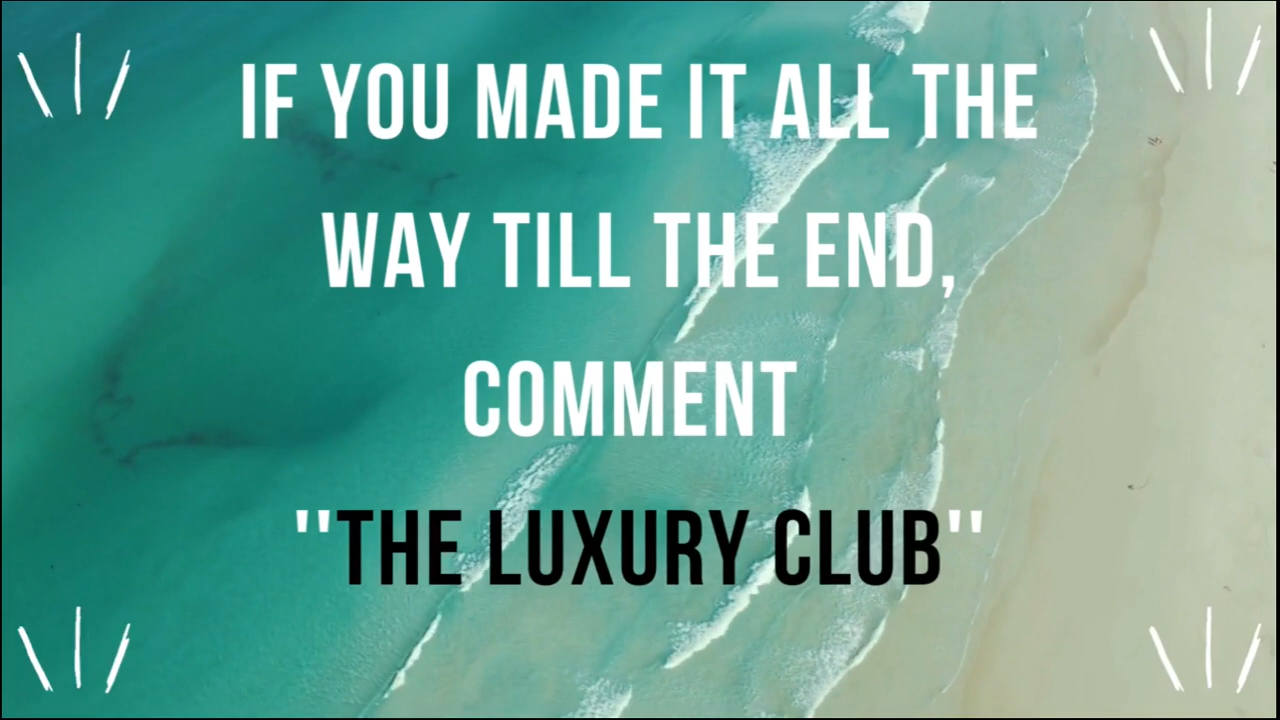 IF YOU MADE IT ALL THE
WAY TILL THE END,
COMMENT
"THE LUXURY CLUB"